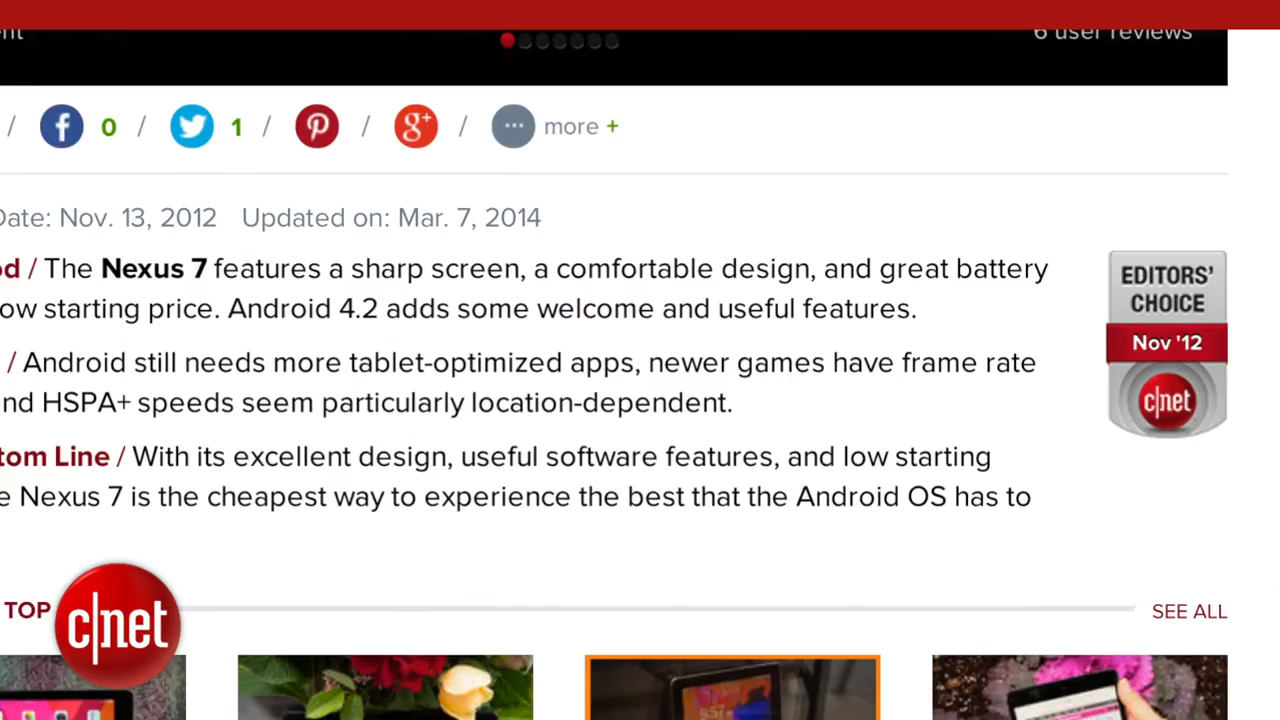 6 user reviews
/ f 0 / 1 / / g+ / ... more +
Date: Nov. 13, 2012 Updated on: Mar. 7, 2014
/ The Nexus 7 features a sharp screen, a comfortable design, and great battery
ow starting price. Android 4.2 adds some welcome and useful features.
/ Android still needs more tablet-optimized apps, newer games have frame rate
nd HSPA+ speeds seem particularly location-dependent.
tom Line / With its excellent design, useful software features, and low starting
e Nexus 7 is the cheapest way to experience the best that the Android OS has to
EDITORS'
CHOICE
Nov '12
c|net
TOP
c|net
SEE ALL
9:57